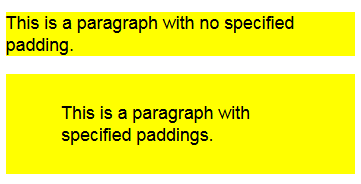 This is a paragraph with no specified
padding.
This is a paragraph with
specified paddings.